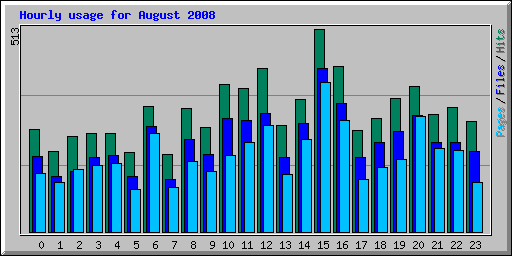 Hourly usage for August 2008
513
Pages / Files / Hits
0 1 2 3 4 5 6 7 8 9 10 11 12 13 14 15 16 17 18 19 20 21 22 23